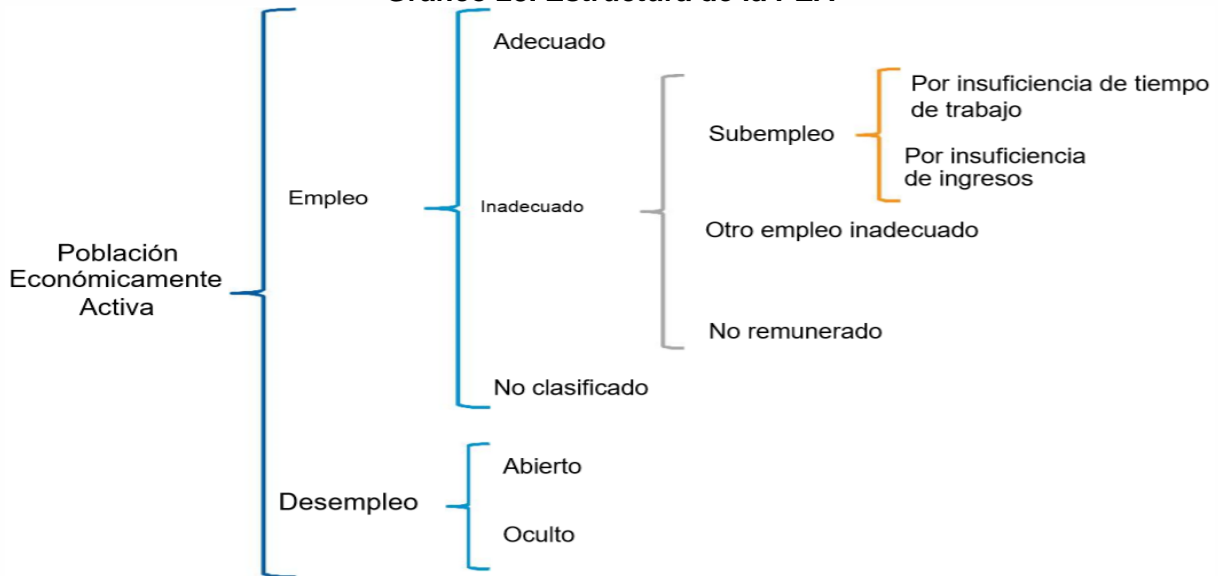 Adecuado
Por insuficiencia de tiempo
de trabajo
Subempleo
Por insuficiencia
de ingresos
Empleo
Inadecuado
Otro empleo inadecuado
Población
Económicamente
Activa
No remunerado
No clasificado
Abierto
Desempleo
Oculto